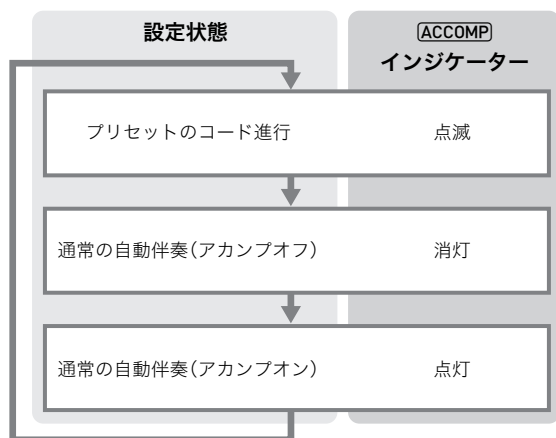 設定状態
ACCOMP
インジケーター
プリセットのコード進行
点滅
通常の自動伴奏(アカンプオフ)
消灯
通常の自動伴奏(アカンプオン)
点灯